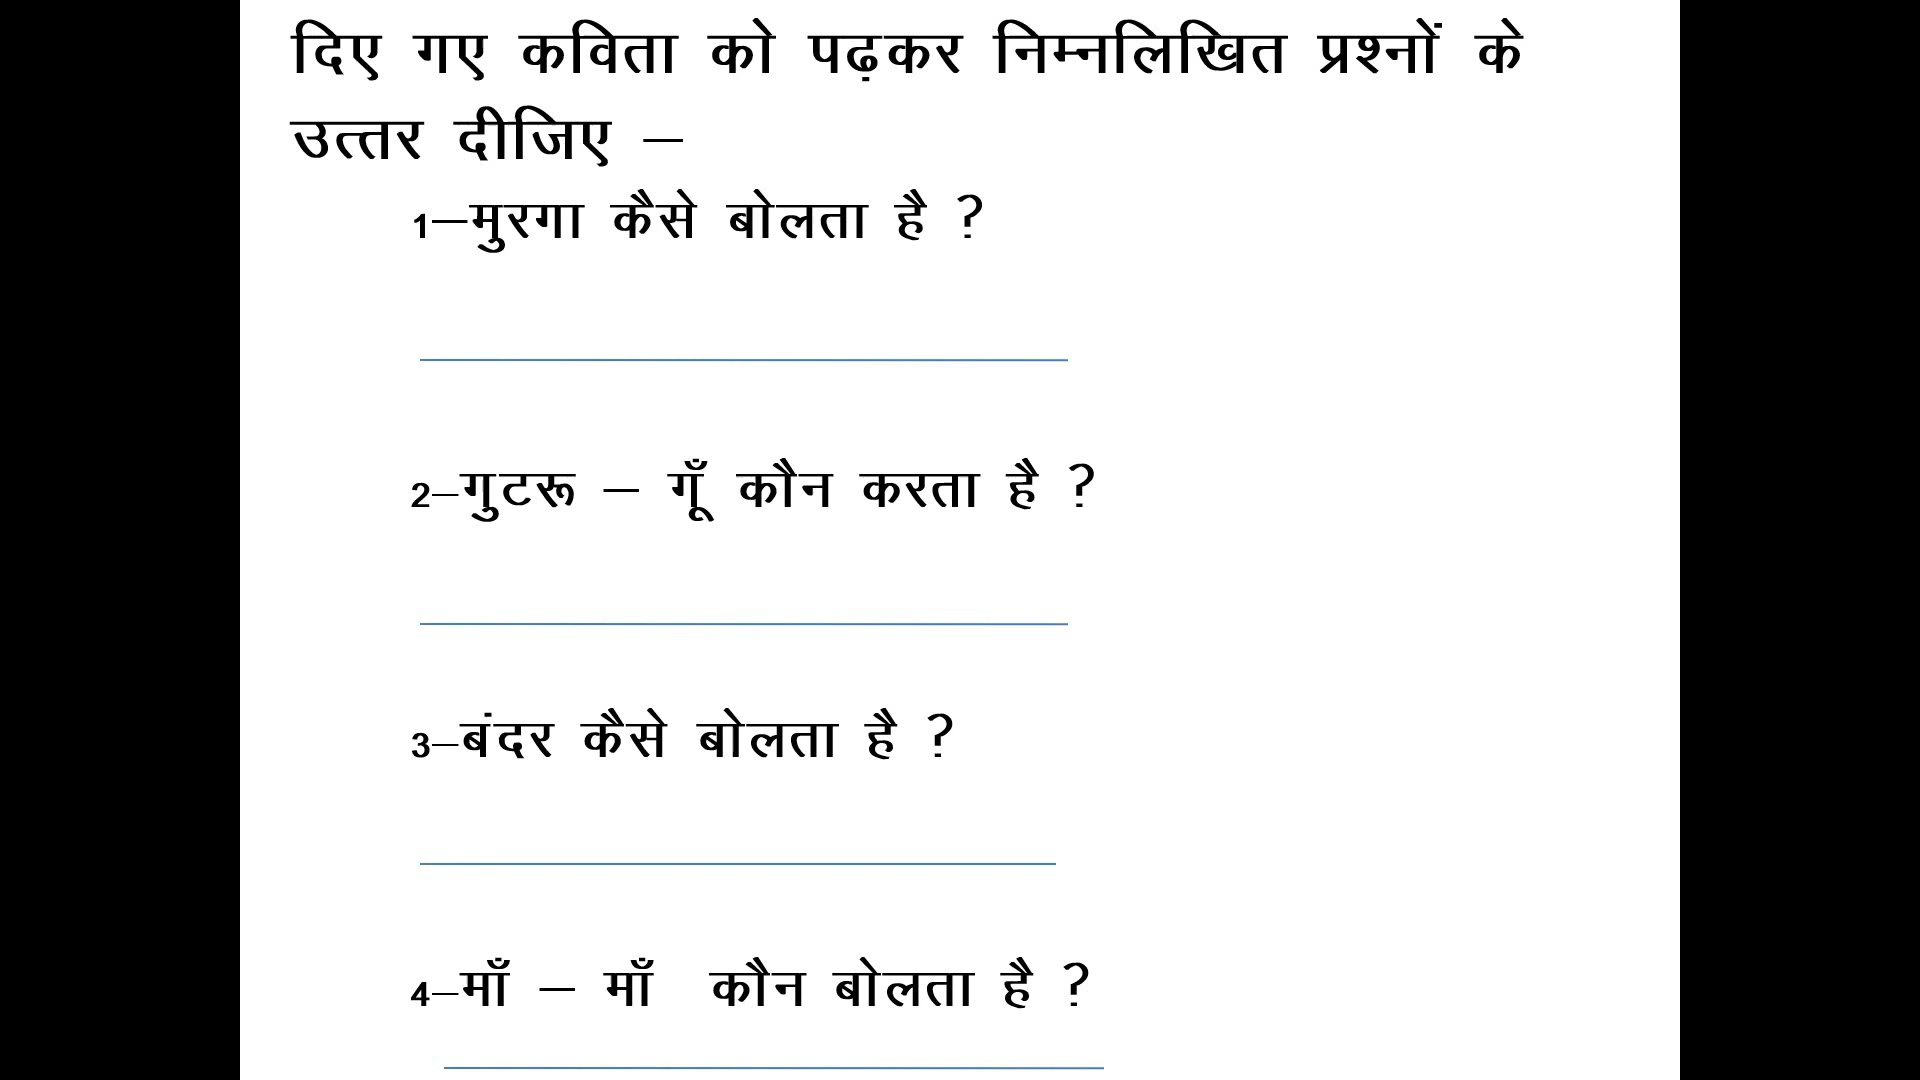 दिए गए कविता को पढ़कर निम्नलिखित प्रश्नों के
उत्तर दीजिए –
1–मुरगा कैसे बोलता है ?
2–गुटरू – गूँ कौन करता है ?
3–बंदर कैसे बोलता है ?
4–माँ – माँ कौन बोलता है ?